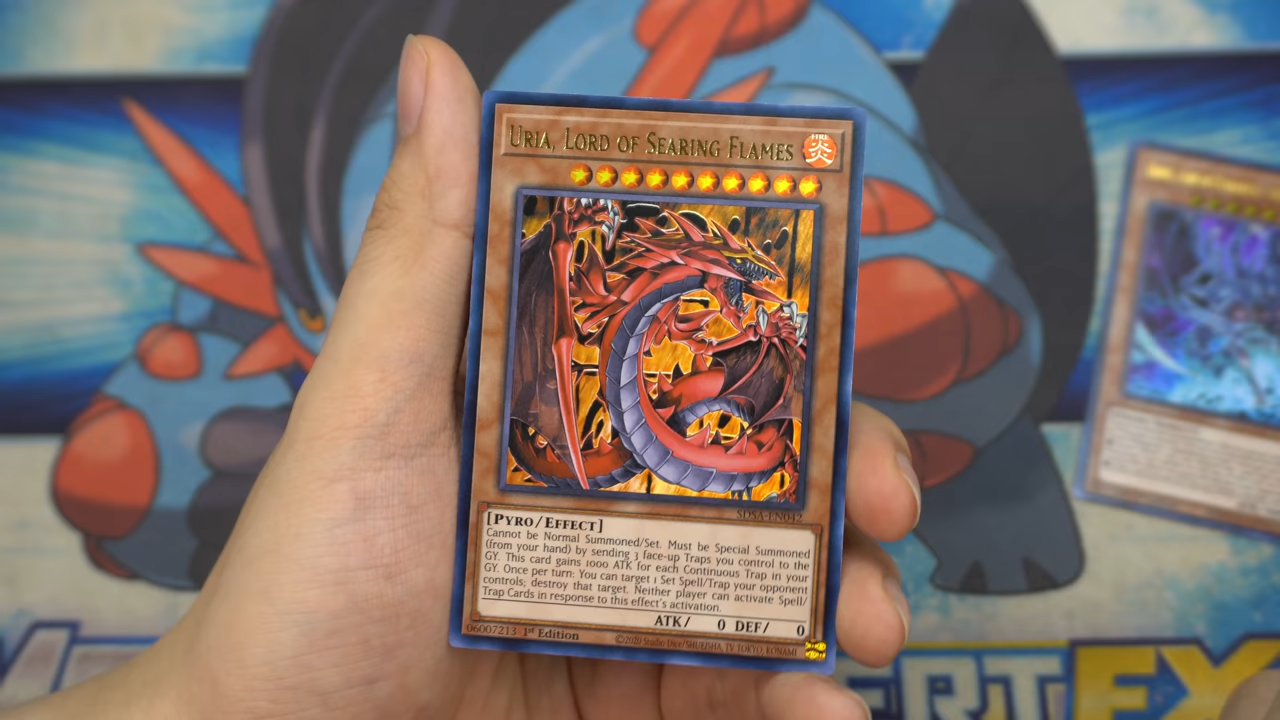 URIA, LORD OF SEARING FLAMES
FIRE
炎
SDSA-EN042
[PYRO/EFFECT]
Cannot be Normal Summoned/Set. Must be Special Summoned
(from your hand) by sending 3 face-up Traps you control to the
GY. This card gains 1000 ATK for each Continuous Trap in your
GY. Once per turn: You can target 1 Set Spell/Trap your opponent
controls; destroy that target. Neither player can activate Spell/
Trap Cards in response to this effect's activation.
ATK/ 0 DEF/ 0
06007213 1st Edition
©2020 Studio Dice/SHUEISHA, TV TOKYO, KONAMI